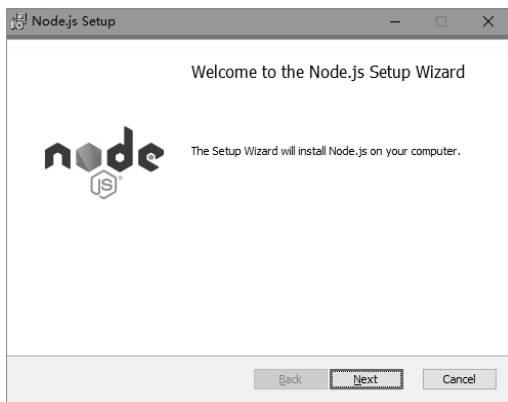 Node.js Setup
Welcome to the Node.js Setup Wizard
The Setup Wizard will install Node.js on your computer.
node
JS
Back
Next
Cancel